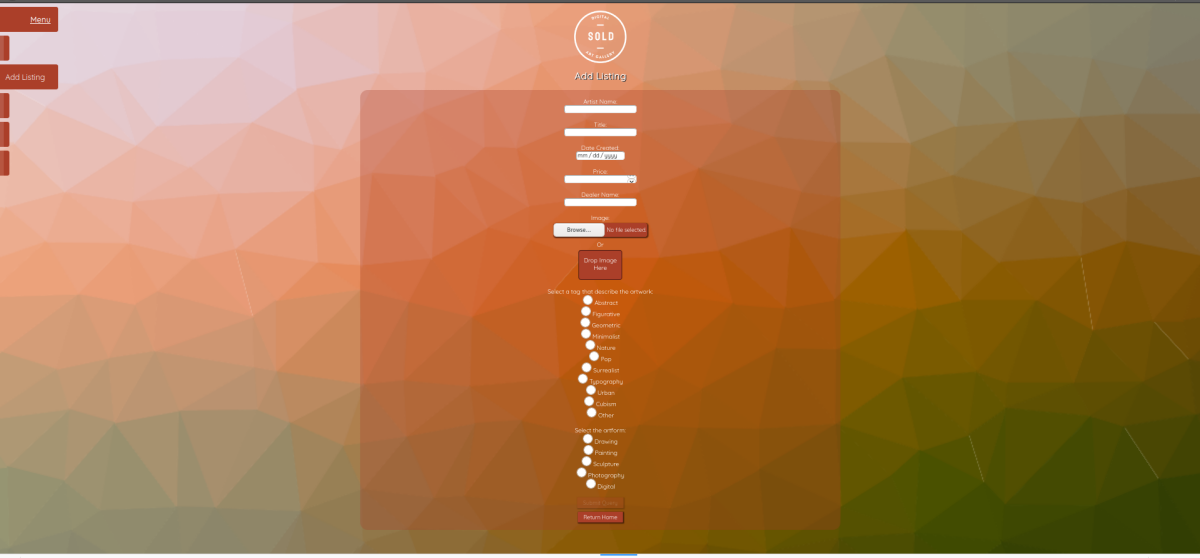 Menu
Add Listing
DIGITAL
SOLD
ART GALLERY
Add Listing
Artist Name:
Title:
Date Created:
mm / dd / yyyy
Price:
Dealer Name:
Image:
Browse... No file selected.
Or
Drop Image
Here
Select a tag that describe the artwork:
Abstract
Figurative
Geometric
Minimalist
Nature
Pop
Surrealist
Typography
Urban
Cubism
Other
Select the artform:
Drawing
Painting
Sculpture
Photography
Digital
Return Home